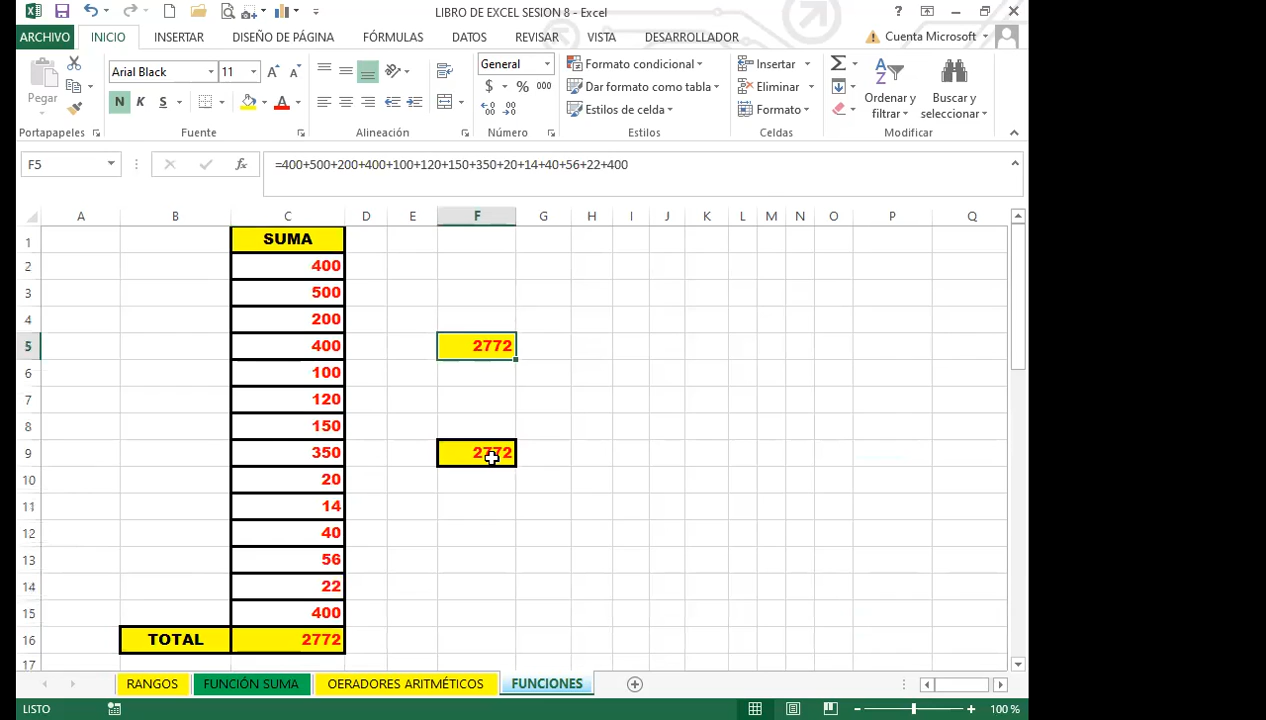 LIBRO DE EXCEL SESION 8 - Excel
?
ARCHIVO INICIO INSERTAR DISEÑO DE PÁGINA FÓRMULAS DATOS REVISAR VISTA DESARROLLADOR Cuenta Microsoft
Pegar
Arial Black 11 A A
N K S A
General
$ % 000
Formato condicional
Dar formato como tabla
Estilos de celda
Insertar
Eliminar
Formato
Σ
Ordenar y filtrar
Buscar y seleccionar
Portapapeles Fuente Alineación Número Estilos Celdas Modificar
F5 fx =400+500+200+400+100+120+150+350+20+14+40+56+22+400
A B C D E F G H I J K L M N O P Q
1 SUMA
2 400
3 500
4 200
5 400 2772
6 100
7 120
8 150
9 350 2772
10 20
11 14
12 40
13 56
14 22
15 400
16 TOTAL 2772
17
RANGOS FUNCIÓN SUMA OERADORES ARITMÉTICOS FUNCIONES
LISTO 100 %